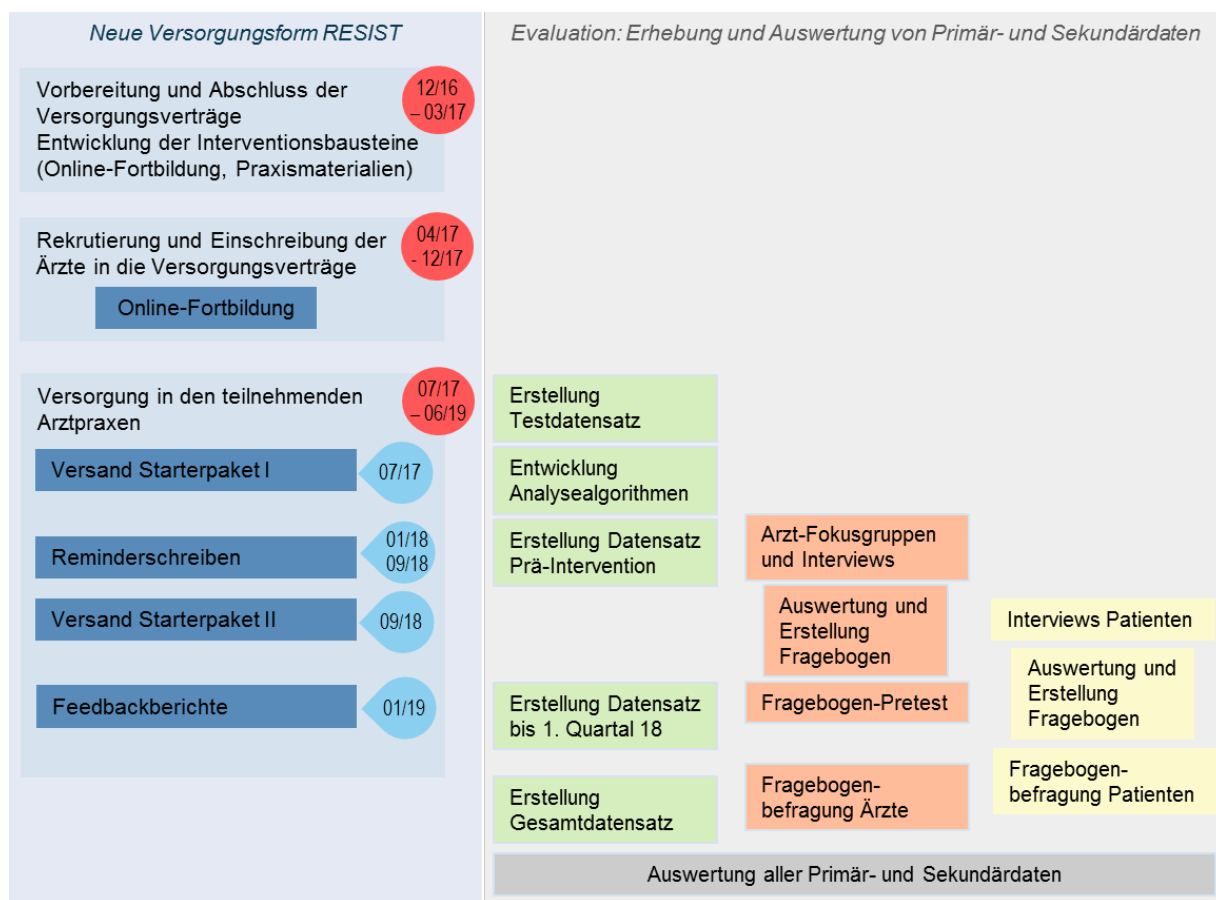 Neue Versorgungsform RESIST
Vorbereitung und Abschluss der
Versorgungsverträge
Entwicklung der Interventionsbausteine
(Online-Fortbildung, Praxismaterialien)
12/16
– 03/17
Rekrutierung und Einschreibung der
Ärzte in die Versorgungsverträge
04/17
- 12/17
Online-Fortbildung
Versorgung in den teilnehmenden
Arztpraxen
07/17
– 06/19
Versand Starterpaket I
07/17
Reminderschreiben
01/18
09/18
Versand Starterpaket II
09/18
Feedbackberichte
01/19
Evaluation: Erhebung und Auswertung von Primär- und Sekundärdaten
Erstellung
Testdatensatz
Entwicklung
Analysealgorithmen
Erstellung Datensatz
Prä-Intervention
Erstellung Datensatz
bis 1. Quartal 18
Erstellung
Gesamtdatensatz
Arzt-Fokusgruppen
und Interviews
Auswertung und
Erstellung
Fragebogen
Fragebogen-Pretest
Fragebogen-
befragung Ärzte
Interviews Patienten
Auswertung und
Erstellung
Fragebogen
Fragebogen-
befragung Patienten
Auswertung aller Primär- und Sekundärdaten